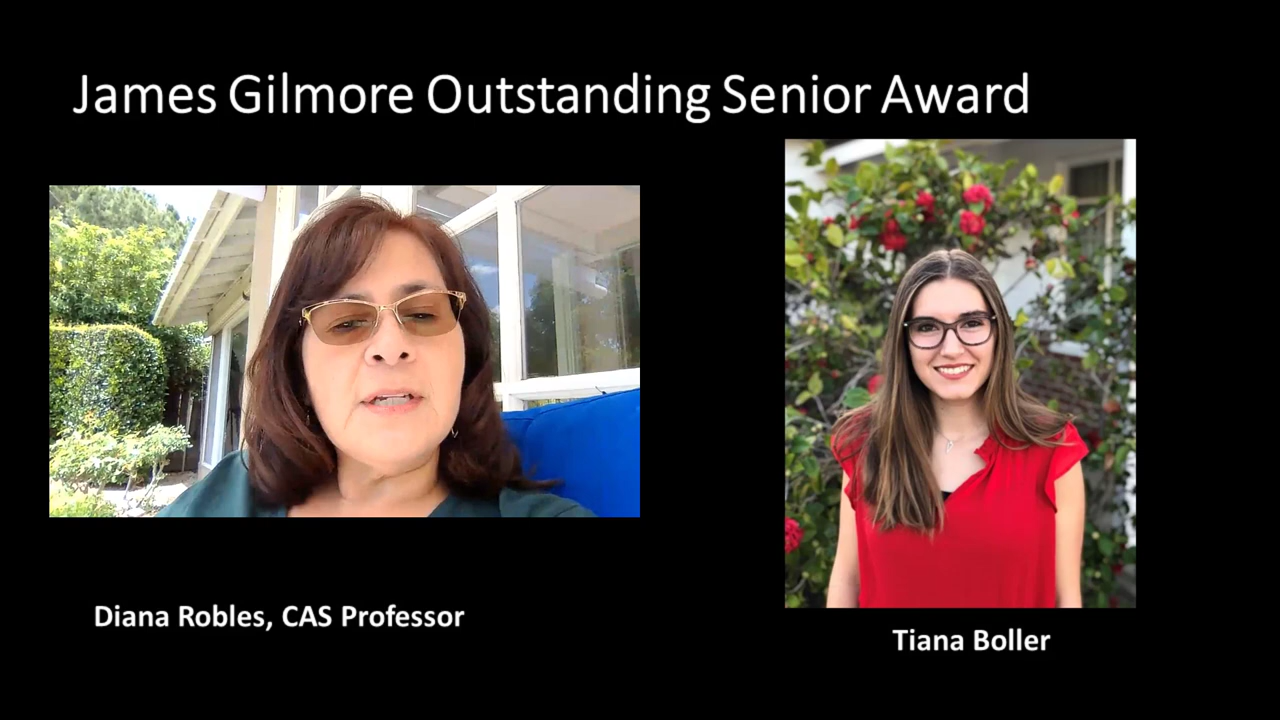 James Gilmore Outstanding Senior Award
Diana Robles, CAS Professor
Tiana Boller